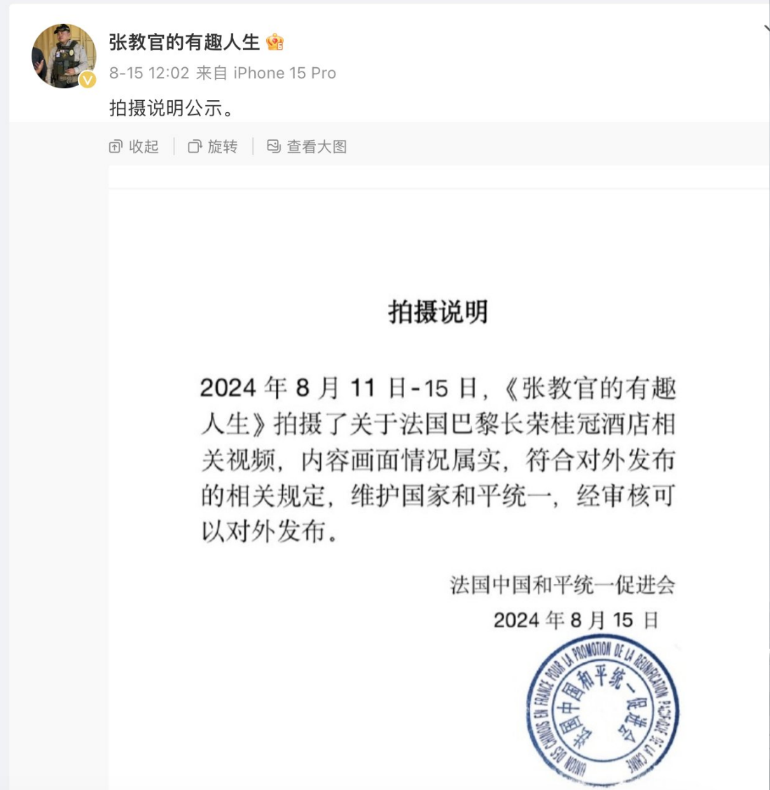 张教官的有趣人生
8-15 12:02 来自 iPhone 15 Pro
拍摄说明公示。
收起
旋转
查看大图
拍摄说明
2024 年 8 月 11 日-15 日，《张教官的有趣
人生》拍摄了关于法国巴黎长荣桂冠酒店相
关视频，内容画面情况属实，符合对外发布
的相关规定，维护国家和平统一，经审核可
以对外发布。
法国中国和平统一促进会
2024 年 8 月 15 日
UNION DES CHINOIS EN FRANCE POUR LA PROMOTION DE LA REUNIFICATION PACIFIQUE DE LA CHINE
法国中国和平统一促进会